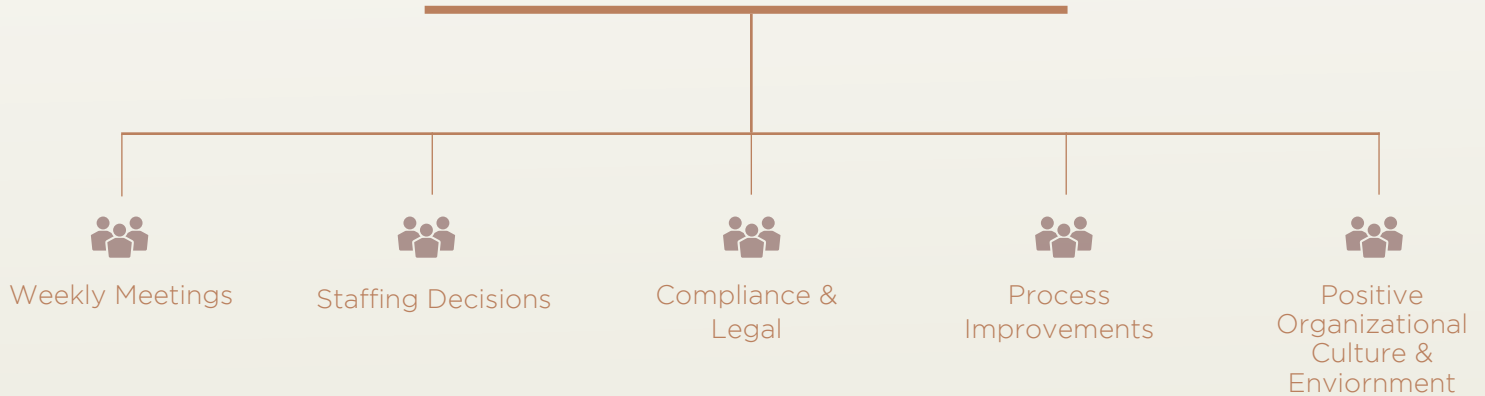 Weekly Meetings
Staffing Decisions
Compliance &
Legal
Process
Improvements
Positive
Organizational
Culture &
Enviornment